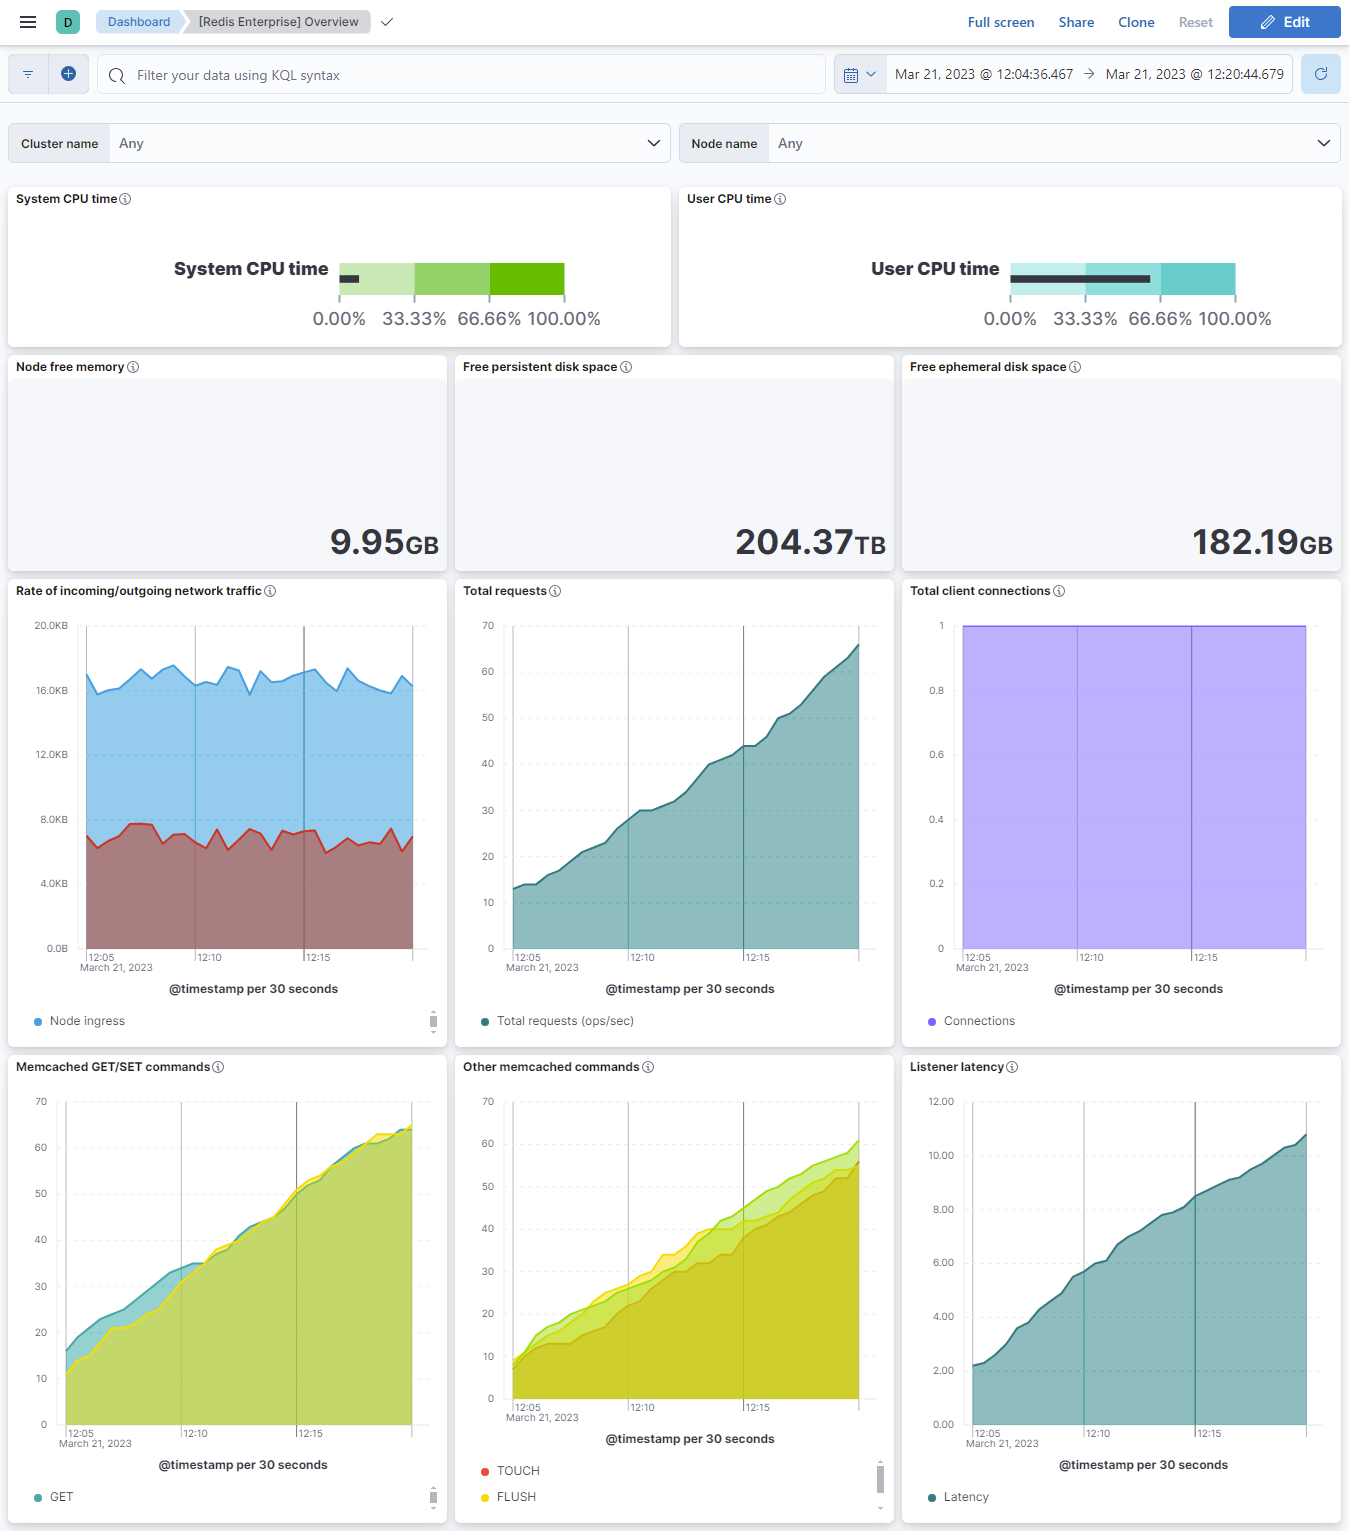 D Dashboard [Redis Enterprise] Overview Full screen Share Clone Reset Edit
Filter your data using KQL syntax Mar 21, 2023 @ 12:04:36.467 → Mar 21, 2023 @ 12:20:44.679
Cluster name Any Node name Any
System CPU time
System CPU time
0.00% 33.33% 66.66% 100.00%
User CPU time
User CPU time
0.00% 33.33% 66.66% 100.00%
Node free memory
9.95GB
Free persistent disk space
204.37TB
Free ephemeral disk space
182.19GB
Rate of incoming/outgoing network traffic
20.0KB
16.0KB
12.0KB
8.0KB
4.0KB
0.0B
12:05 12:10 12:15
March 21, 2023
@timestamp per 30 seconds
Node ingress
Total requests
70
60
50
40
30
20
10
0
12:05 12:10 12:15
March 21, 2023
@timestamp per 30 seconds
Total requests (ops/sec)
Total client connections
1
0.8
0.6
0.4
0.2
0
12:05 12:10 12:15
March 21, 2023
@timestamp per 30 seconds
Connections
Memcached GET/SET commands
70
60
50
40
30
20
10
0
12:05 12:10 12:15
March 21, 2023
@timestamp per 30 seconds
GET
Other memcached commands
70
60
50
40
30
20
10
0
12:05 12:10 12:15
March 21, 2023
@timestamp per 30 seconds
TOUCH
FLUSH
Listener latency
12.00
10.00
8.00
6.00
4.00
2.00
0.00
12:05 12:10 12:15
March 21, 2023
@timestamp per 30 seconds
Latency